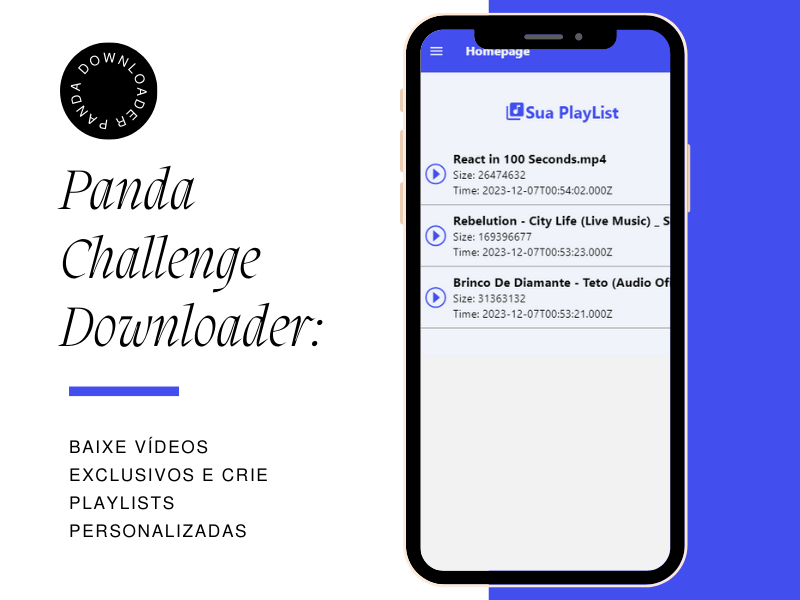 PANDA DOWNLOADER
Panda
Challenge
Downloader:
BAIXE VÍDEOS
EXCLUSIVOS E CRIE
PLAYLISTS
PERSONALIZADAS
Homepage
Sua PlayList
React in 100 Seconds.mp4
Size: 26474632
Time: 2023-12-07T00:54:02.000Z
Rebelution - City Life (Live Music) _ S
Size: 169396677
Time: 2023-12-07T00:53:23.000Z
Brinco De Diamante - Teto (Audio Of
Size: 31363132
Time: 2023-12-07T00:53:21.000Z